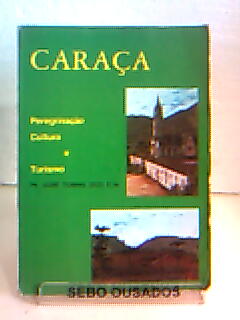 CARAÇA
Peregrinação
Cultura
e
Turismo
SEBO OUSADOS